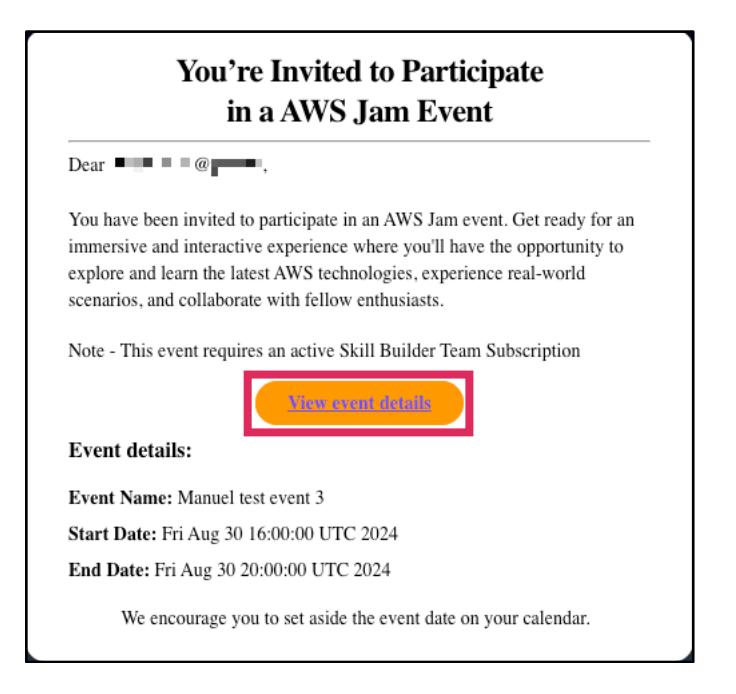 You’re Invited to Participate
in a AWS Jam Event
Dear @ ,
You have been invited to participate in an AWS Jam event. Get ready for an
immersive and interactive experience where you'll have the opportunity to
explore and learn the latest AWS technologies, experience real-world
scenarios, and collaborate with fellow enthusiasts.
Note - This event requires an active Skill Builder Team Subscription
View event details
Event details:
Event Name: Manuel test event 3
Start Date: Fri Aug 30 16:00:00 UTC 2024
End Date: Fri Aug 30 20:00:00 UTC 2024
We encourage you to set aside the event date on your calendar.